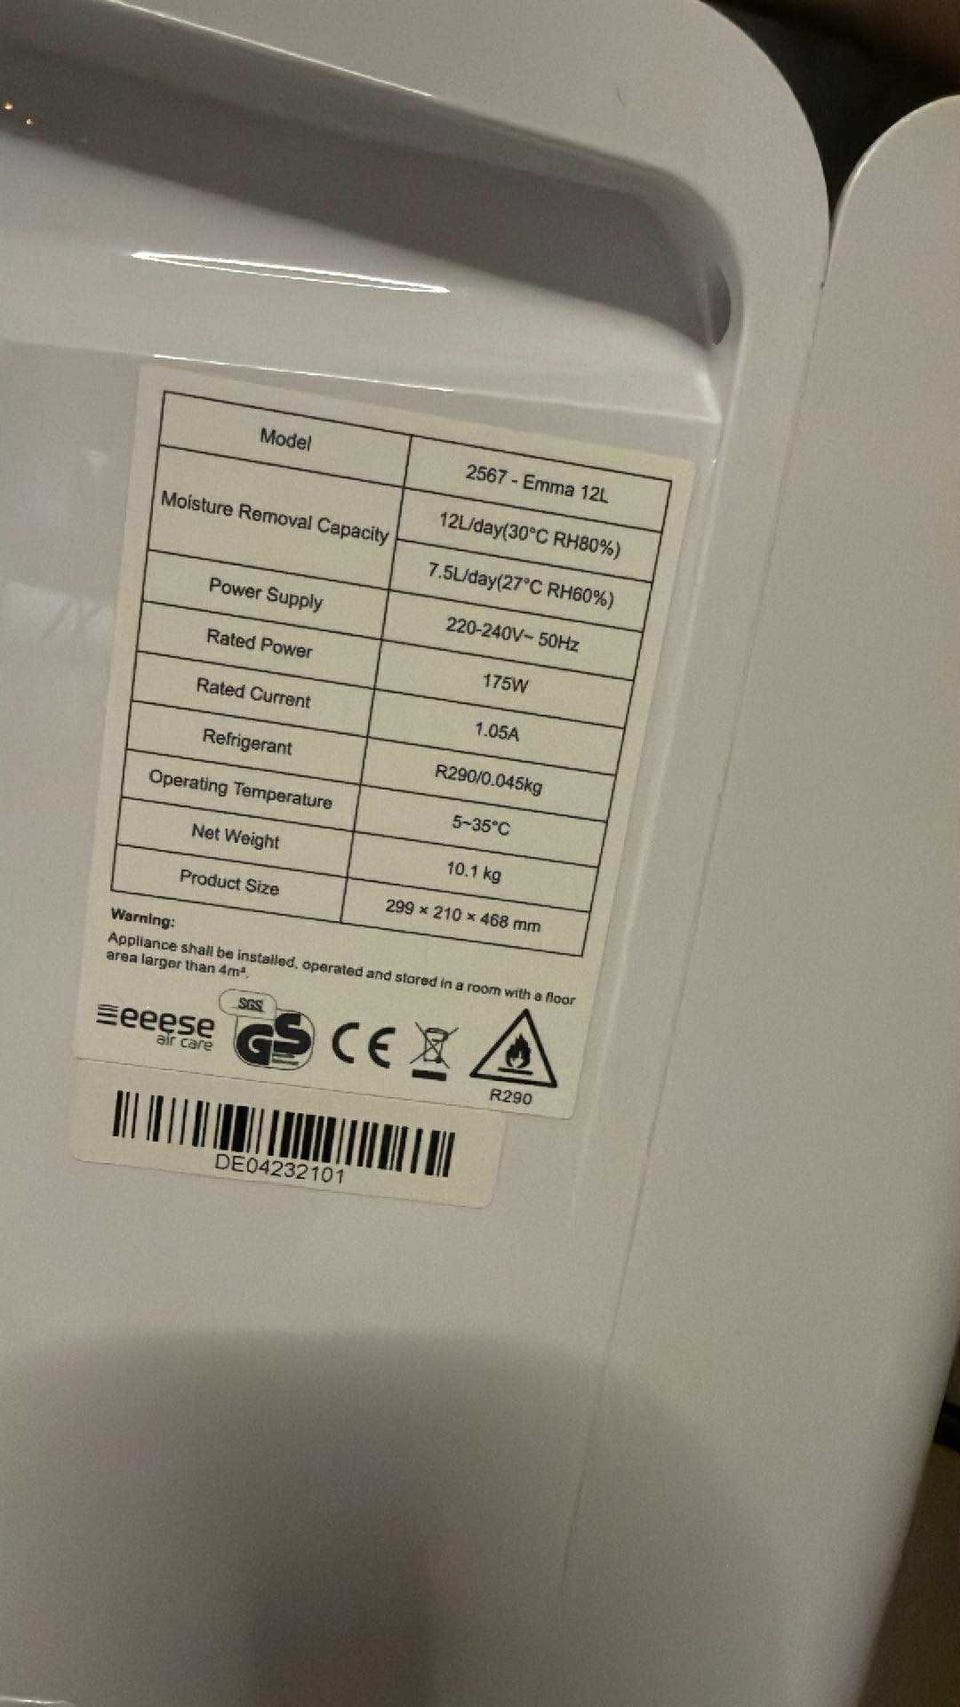 Model 2567 - Emma 12L
Moisture Removal Capacity 12L/day(30°C RH80%)
7.5L/day(27°C RH60%)
Power Supply 220-240V~ 50Hz
Rated Power 175W
Rated Current 1.05A
Refrigerant R290/0.045kg
Operating Temperature 5~35°C
Net Weight 10.1 kg
Product Size 299 × 210 × 468 mm
Warning:
Appliance shall be installed, operated and stored in a room with a floor
area larger than 4m².
eeese
air care
SGS
GS
CE
R290
DE04232101